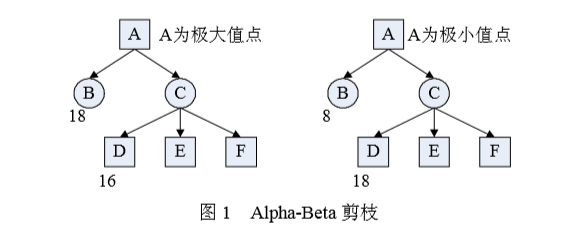 A A为极大值点 A A为极小值点
B C B C
18 8
D E F D E F
16 18
图 1 Alpha-Beta 剪枝